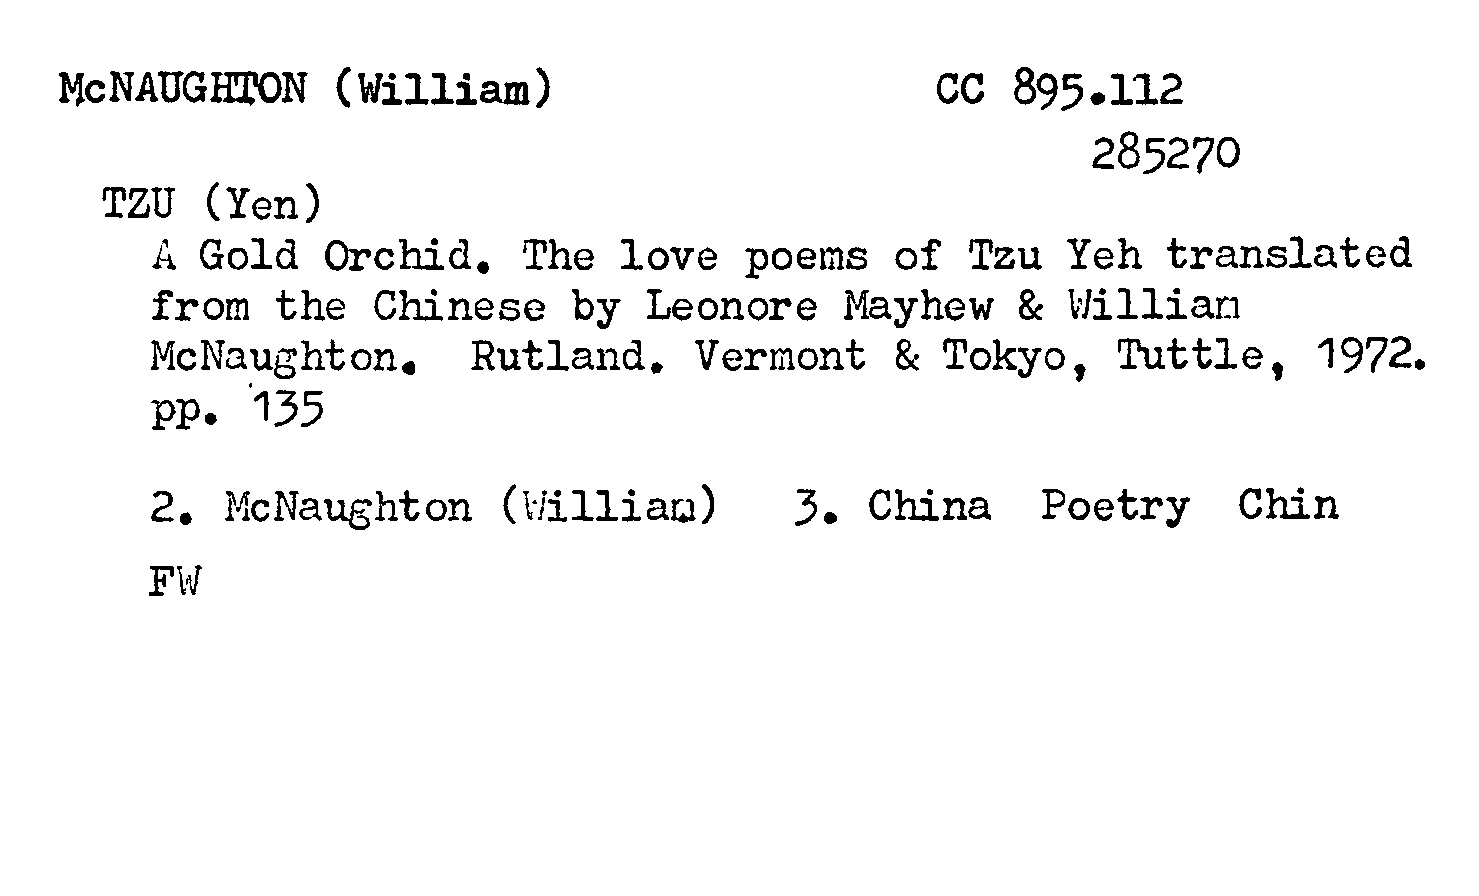 McNAUGHTON (William) CC 895.112
285270
TZU (Yen)
A Gold Orchid. The love poems of Tzu Yeh translated
from the Chinese by Leonore Mayhew & William
McNaughton. Rutland. Vermont & Tokyo, Tuttle, 1972.
pp. 135
2. McNaughton (William) 3. China Poetry Chin
FW